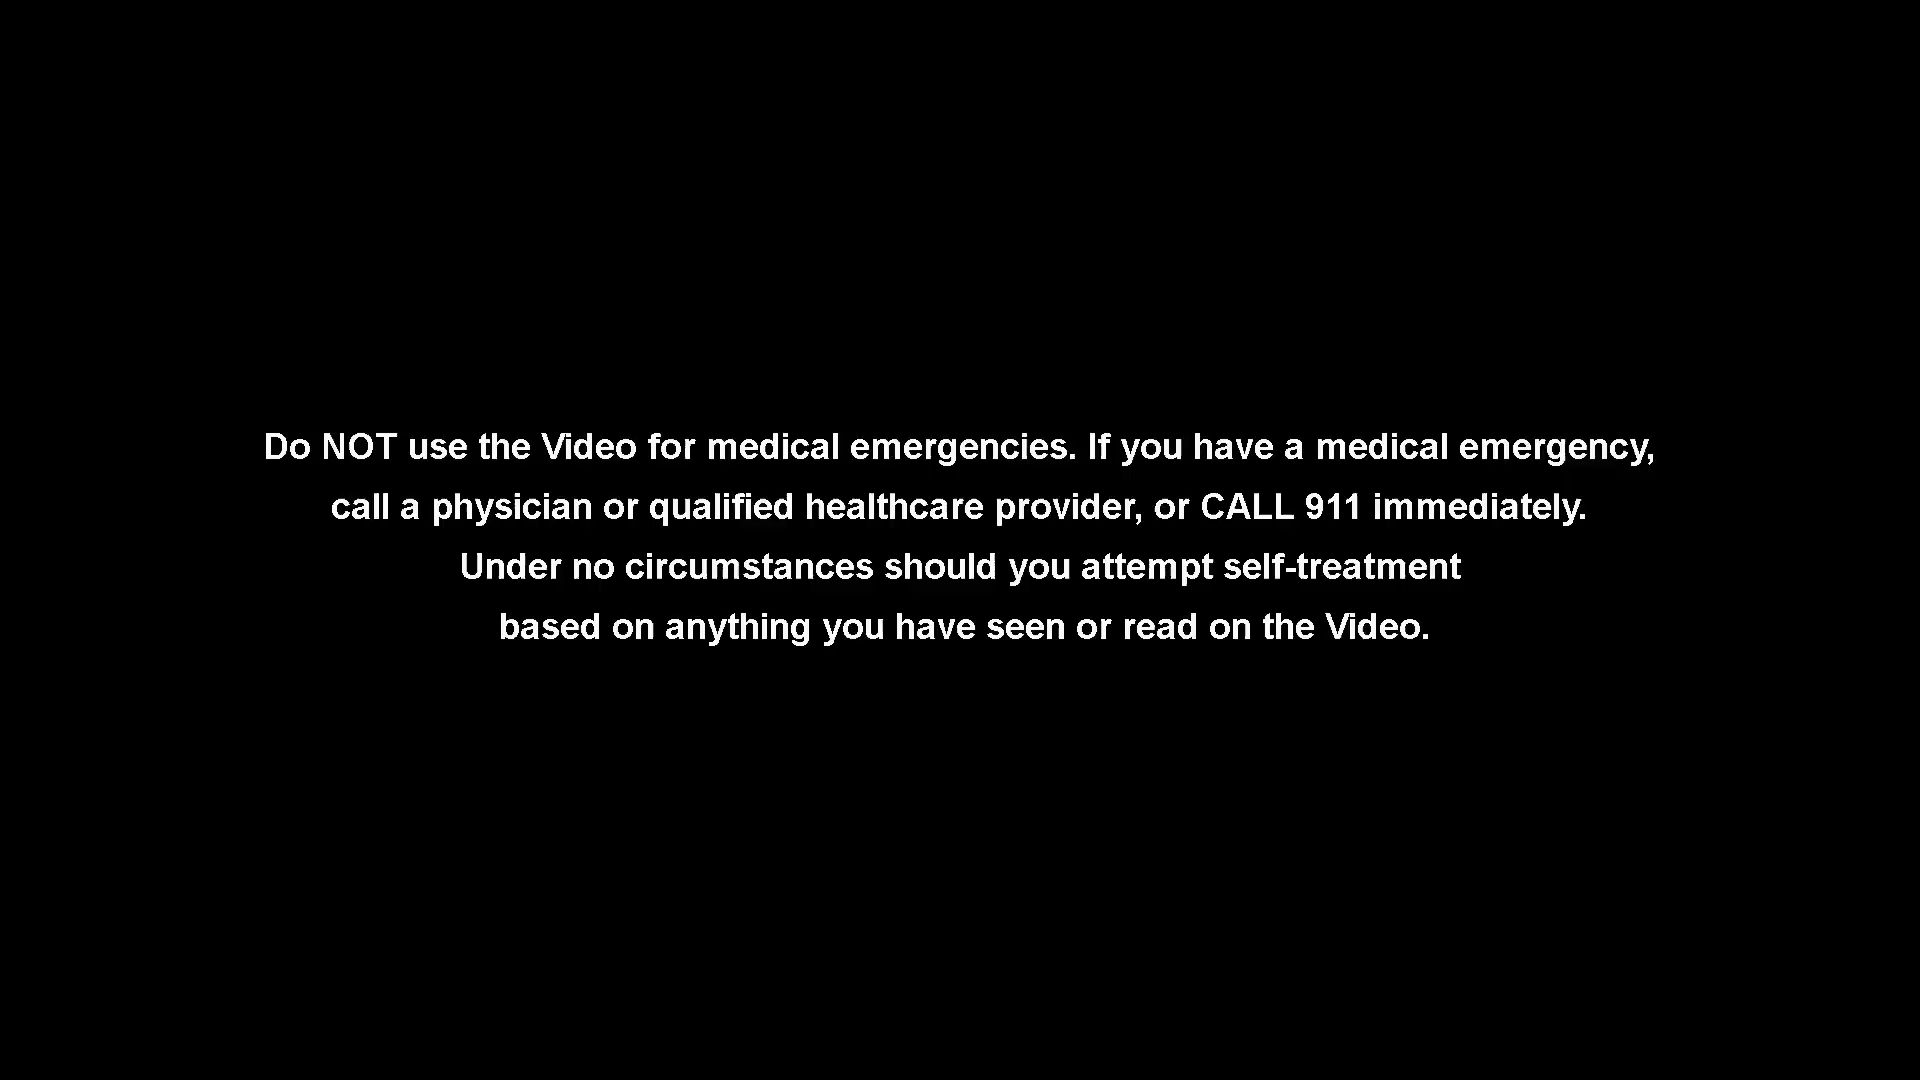 Do NOT use the Video for medical emergencies. If you have a medical emergency,
call a physician or qualified healthcare provider, or CALL 911 immediately.
Under no circumstances should you attempt self-treatment
based on anything you have seen or read on the Video.